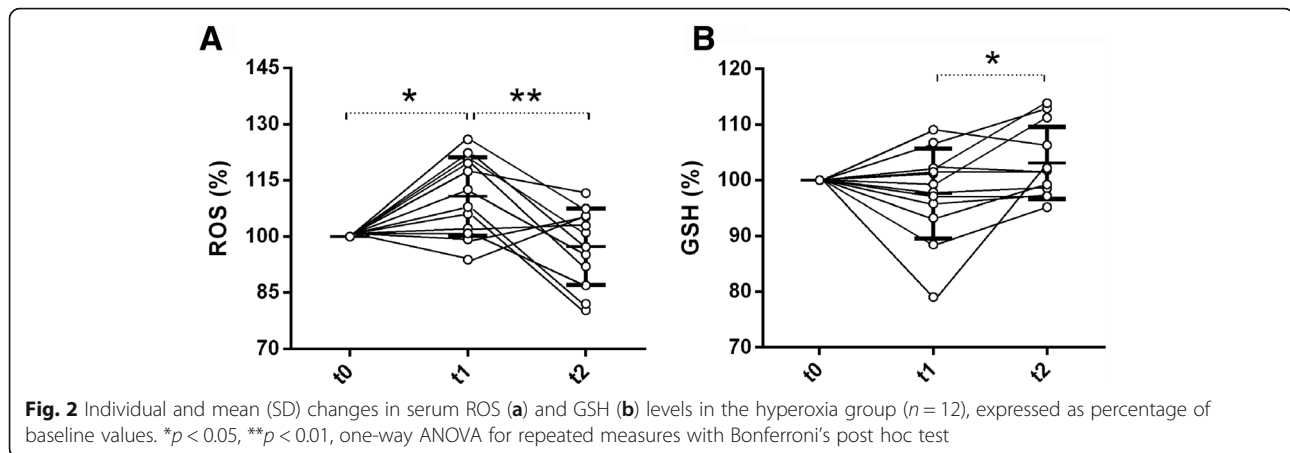 A
ROS (%)
145
130
115
100
85
70
* **
t0 t1 t2
B
GSH (%)
120
110
100
90
80
70
*
t0 t1 t2
Fig. 2 Individual and mean (SD) changes in serum ROS (a) and GSH (b) levels in the hyperoxia group (n = 12), expressed as percentage of
baseline values. *p < 0.05, **p < 0.01, one-way ANOVA for repeated measures with Bonferroni's post hoc test